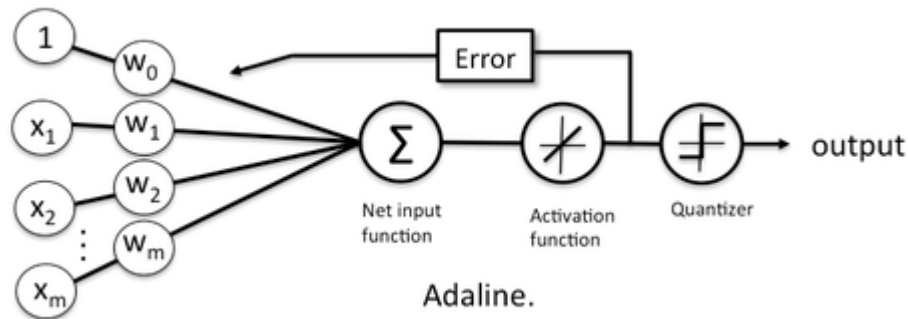 1
w0
Error
x1
w1
Σ
output
x2
w2
Net input
function
Activation
function
Quantizer
⋮
wm
xm
Adaline.